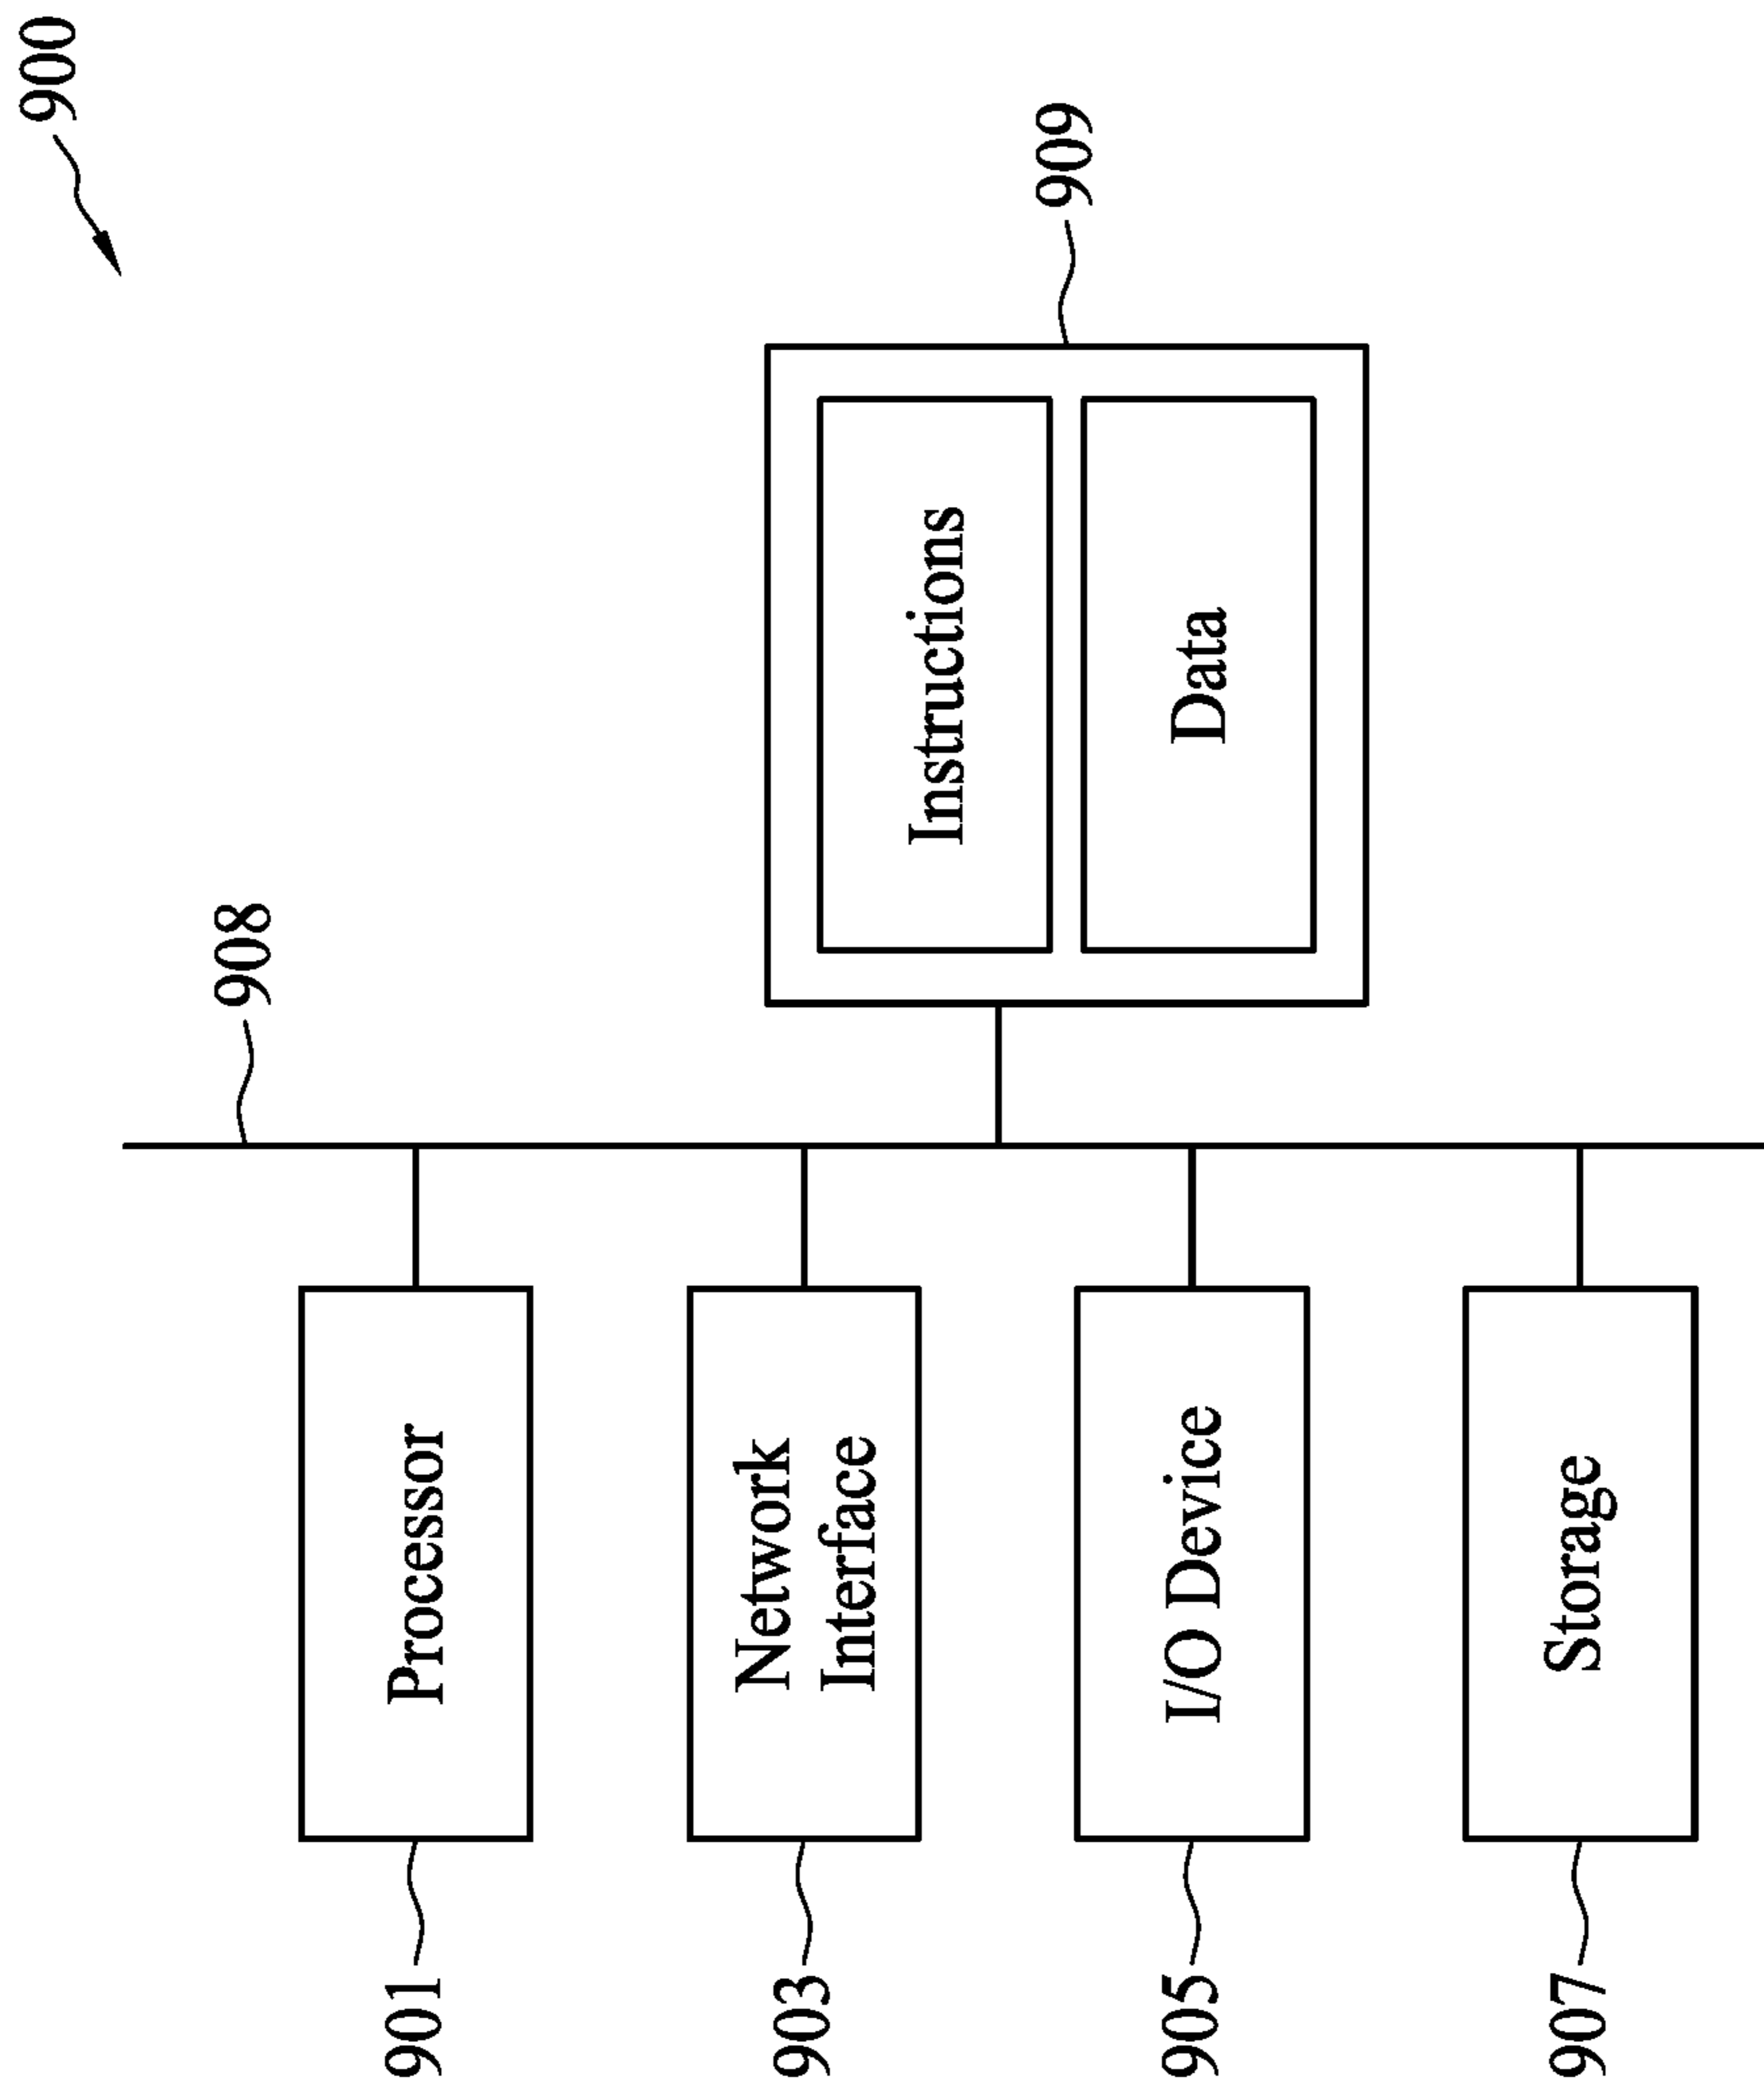 900
901
Processor
908
903
Network
Interface
Instructions
909
905
I/O Device
Data
907
Storage